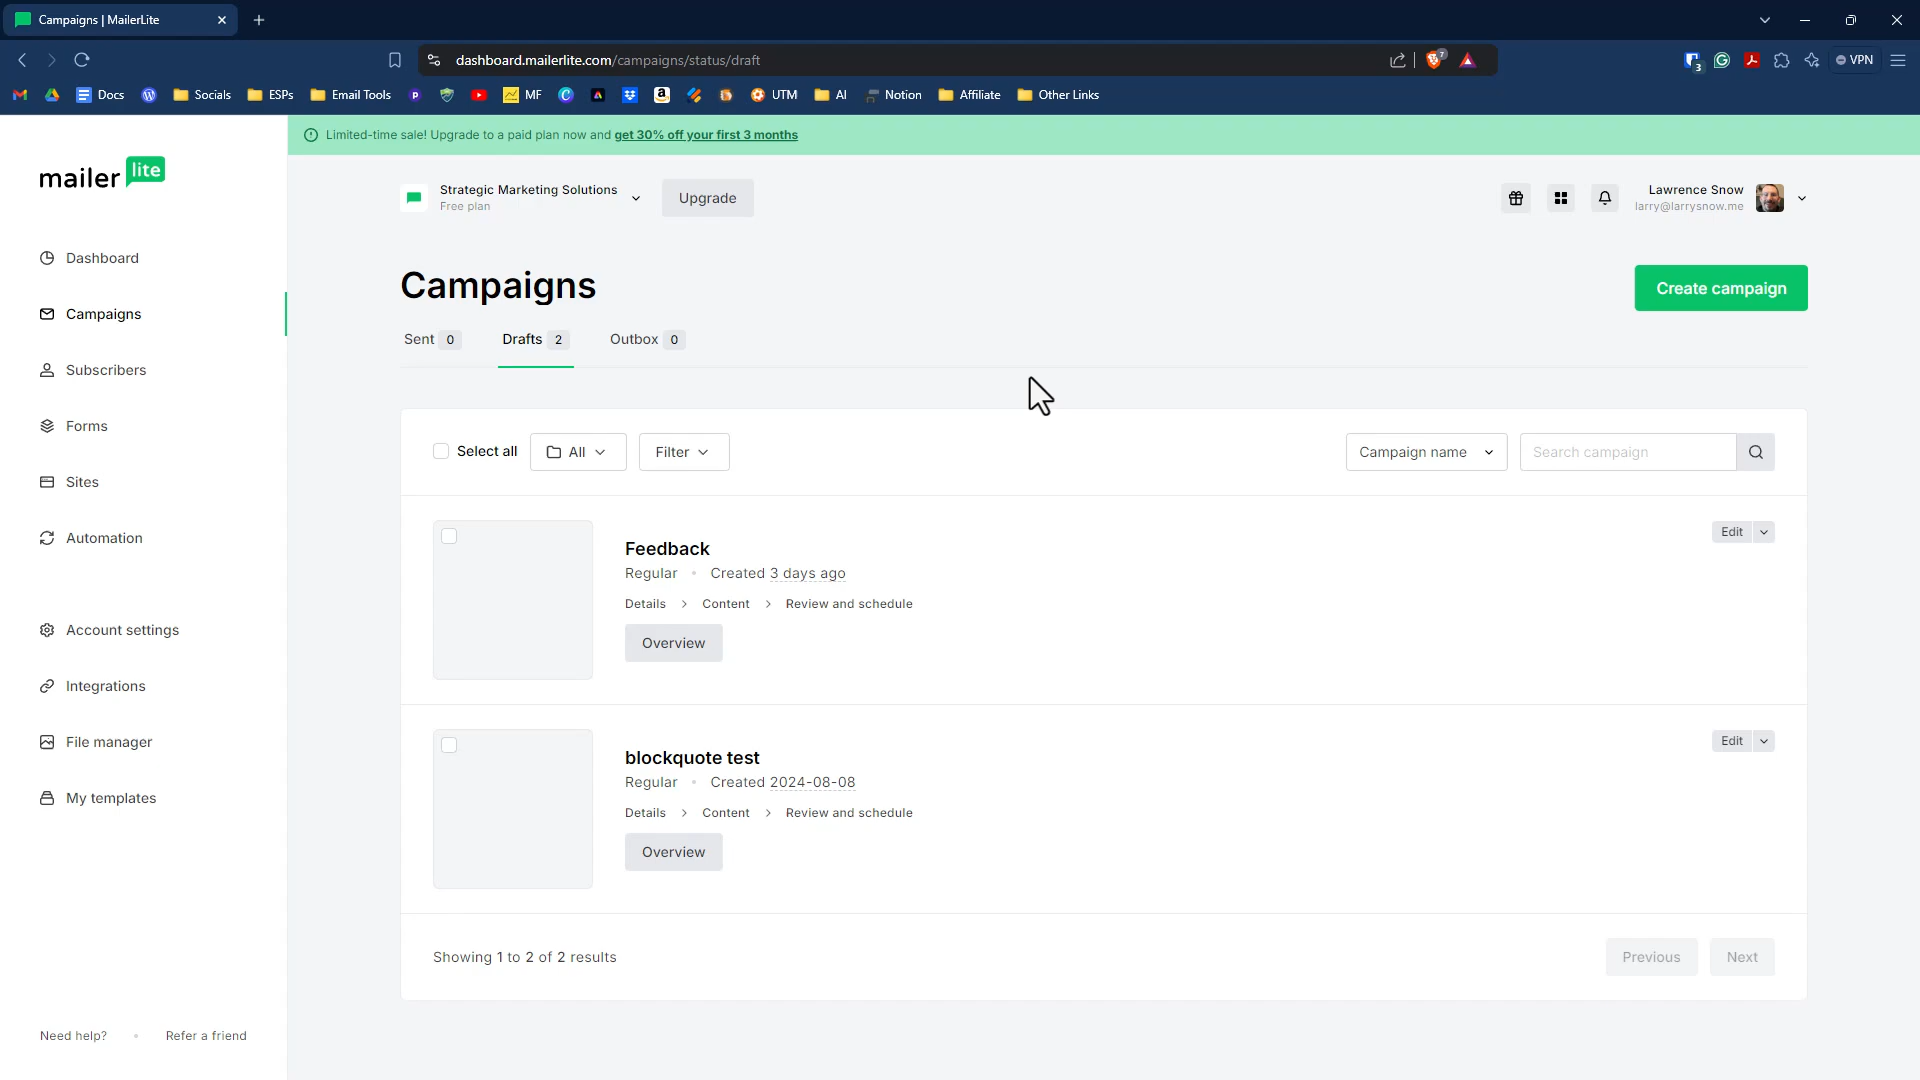 Campaigns | MailerLite
dashboard.mailerlite.com/campaigns/status/draft
7
3
VPN
Docs
Socials
ESPs
Email Tools
MF
UTM
AI
Notion
Affiliate
Other Links
Limited-time sale! Upgrade to a paid plan now and get 30% off your first 3 months
mailer lite
Strategic Marketing Solutions
Free plan
Upgrade
Lawrence Snow
larry@larrysnow.me
Dashboard
Campaigns
Subscribers
Forms
Sites
Automation
Account settings
Integrations
File manager
My templates
Need help?
Refer a friend
Campaigns
Create campaign
Sent 0
Drafts 2
Outbox 0
Select all
All
Filter
Campaign name
Search campaign
Feedback
Regular • Created 3 days ago
Details > Content > Review and schedule
Overview
Edit
blockquote test
Regular • Created 2024-08-08
Details > Content > Review and schedule
Overview
Edit
Showing 1 to 2 of 2 results
Previous
Next